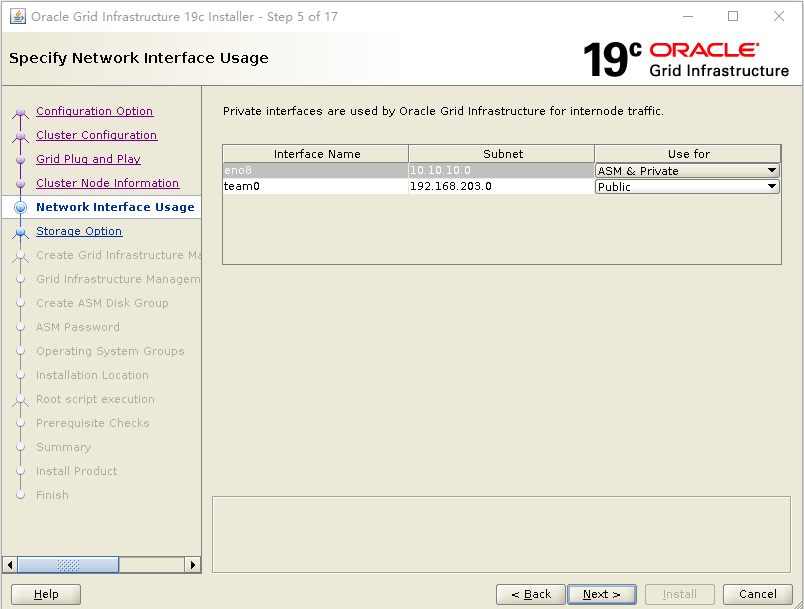 Oracle Grid Infrastructure 19c Installer - Step 5 of 17
Specify Network Interface Usage
19c ORACLE
Grid Infrastructure
Configuration Option
Cluster Configuration
Grid Plug and Play
Cluster Node Information
Network Interface Usage
Storage Option
Create Grid Infrastructure Ma
Grid Infrastructure Managem
Create ASM Disk Group
ASM Password
Operating System Groups
Installation Location
Root script execution
Prerequisite Checks
Summary
Install Product
Finish
Private interfaces are used by Oracle Grid Infrastructure for internode traffic.
Interface Name Subnet Use for
eno8 10.10.10.0 ASM & Private
team0 192.168.203.0 Public
Help < Back Next > Install Cancel